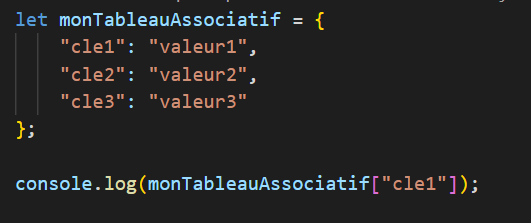 let monTableauAssociatif = {
    "cle1": "valeur1",
    "cle2": "valeur2",
    "cle3": "valeur3"
};
console.log(monTableauAssociatif["cle1"]);